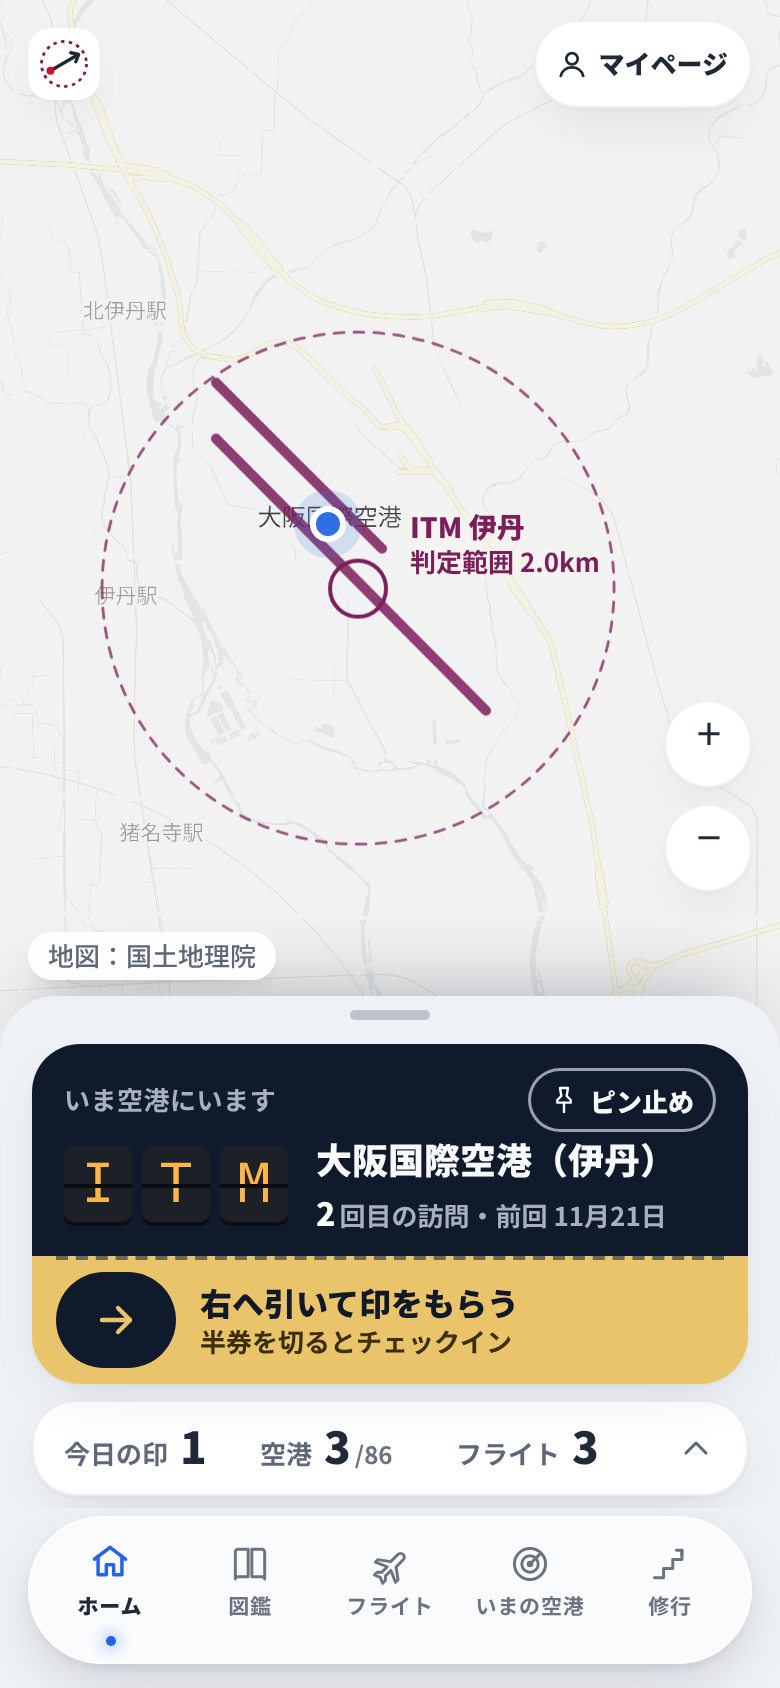 マイページ
北伊丹駅
大阪国際空港
ITM 伊丹
判定範囲 2.0km
伊丹駅
+
−
猪名寺駅
地図：国土地理院
いま空港にいます
ピン止め
ITM
大阪国際空港（伊丹）
2回目の訪問・前回 11月21日
右へ引いて印をもらう
半券を切るとチェックイン
今日の印 1 空港 3/86 フライト 3
ホーム 図鑑 フライト いまの空港 修行